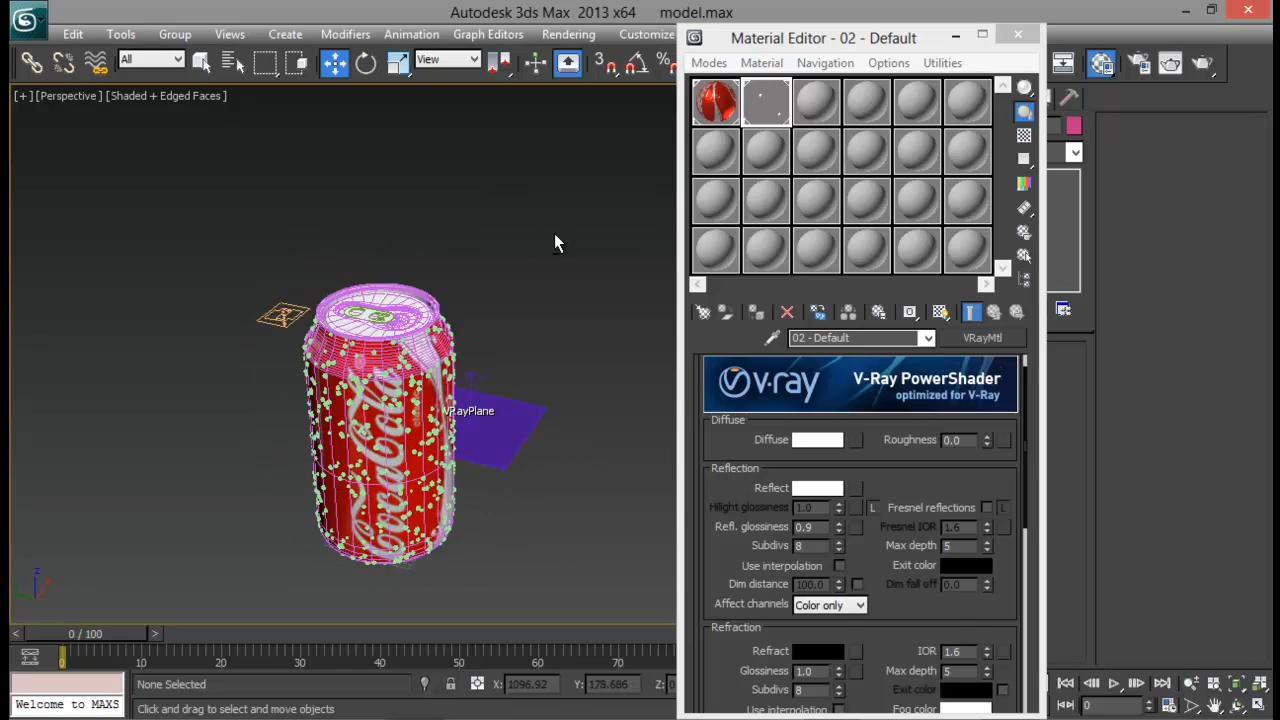 Autodesk 3ds Max 2013 x64 model.max
Edit Tools Group Views Create Modifiers Animation Graph Editors Rendering Customize
All
View
3
%
[+] [Perspective ] [Shaded + Edged Faces ]
VRayPlane
CocaCola
z
Material Editor - 02 - Default
Modes Material Navigation Options Utilities
02 - Default
VRayMtl
v·ray
V-Ray PowerShader
optimized for V-Ray
Diffuse
Diffuse
Roughness 0.0
Reflection
Reflect
Hilight glossiness 1.0
L
Fresnel reflections
L
Refl. glossiness 0.9
Fresnel IOR 1.6
Subdivs 8
Max depth 5
Use interpolation
Exit color
Dim distance 100.0
Dim fall off 0.0
Affect channels Color only
Refraction
Refract
IOR 1.6
Glossiness 1.0
Max depth 5
Subdivs 8
Exit color
Use interpolation
Fog color
0 / 100
0 10 20 30 40 50 60 70
None Selected
X: 1096.92 Y: 178.686 Z: 0
Welcome to MAXS
Click and drag to select and move objects
0